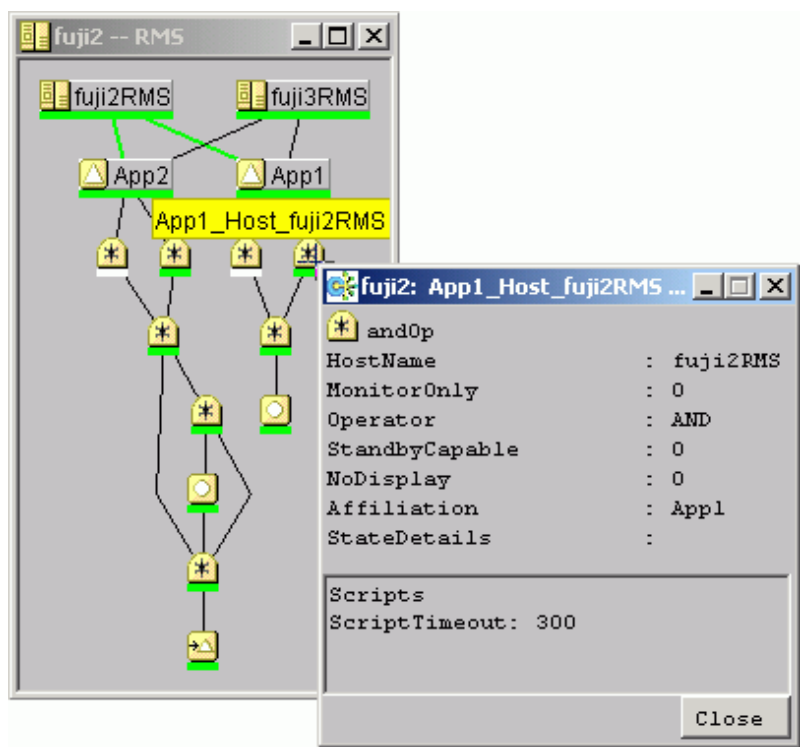 fuji2 -- RMS
fuji2RMS
fuji3RMS
App2
App1
App1_Host_fuji2RMS
fuji2: App1_Host_fuji2RMS ...
andOp
HostName : fuji2RMS
MonitorOnly : 0
Operator : AND
StandbyCapable : 0
NoDisplay : 0
Affiliation : App1
StateDetails :
Scripts
ScriptTimeout: 300
Close